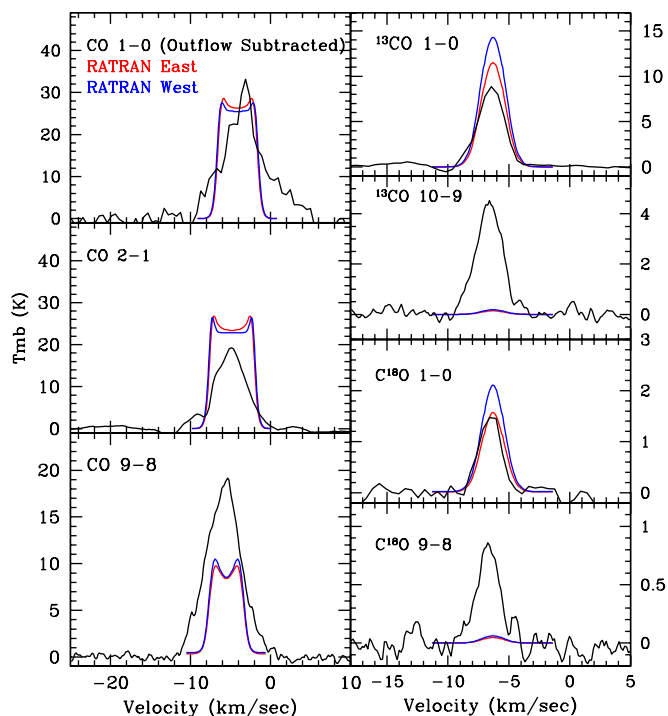 CO 1-0 (Outflow Subtracted)
RATRAN East
RATRAN West
40
30
20
10
0
CO 2-1
40
30
20
10
0
Tmb (K)
CO 9-8
20
15
10
5
0
-20 -10 0 10
Velocity (km/sec)
¹³CO 1-0
15
10
5
0
¹³CO 10-9
4
2
0
C¹⁸O 1-0
3
2
1
0
C¹⁸O 9-8
1
0.5
0
-15 -10 -5 0 5
Velocity (km/sec)